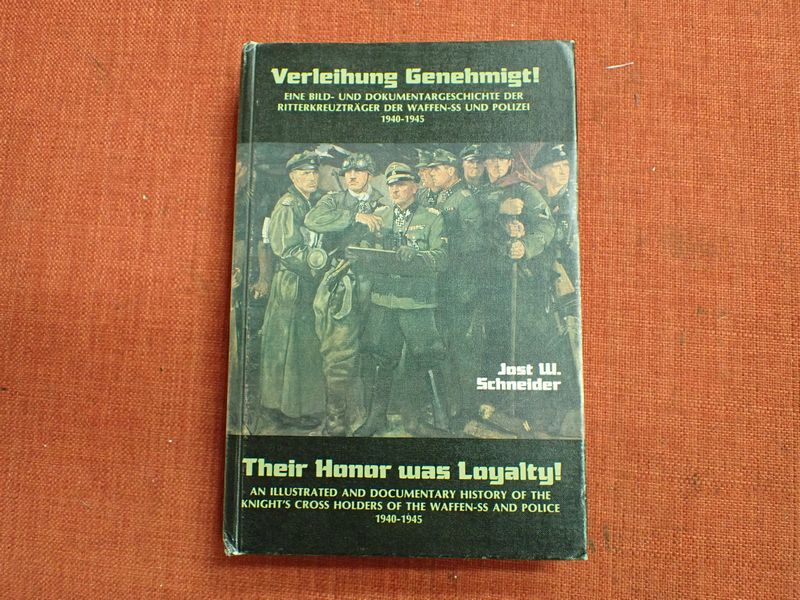 Verleihung Genehmigt!
EINE BILD- UND DOKUMENTARGESCHICHTE DER
RITTERKREUZTRÄGER DER WAFFEN-SS UND POLIZEI
1940-1945
Jost W.
Schneider
Their Honor was Loyalty!
AN ILLUSTRATED AND DOCUMENTARY HISTORY OF THE
KNIGHT'S CROSS HOLDERS OF THE WAFFEN-SS AND POLICE
1940-1945